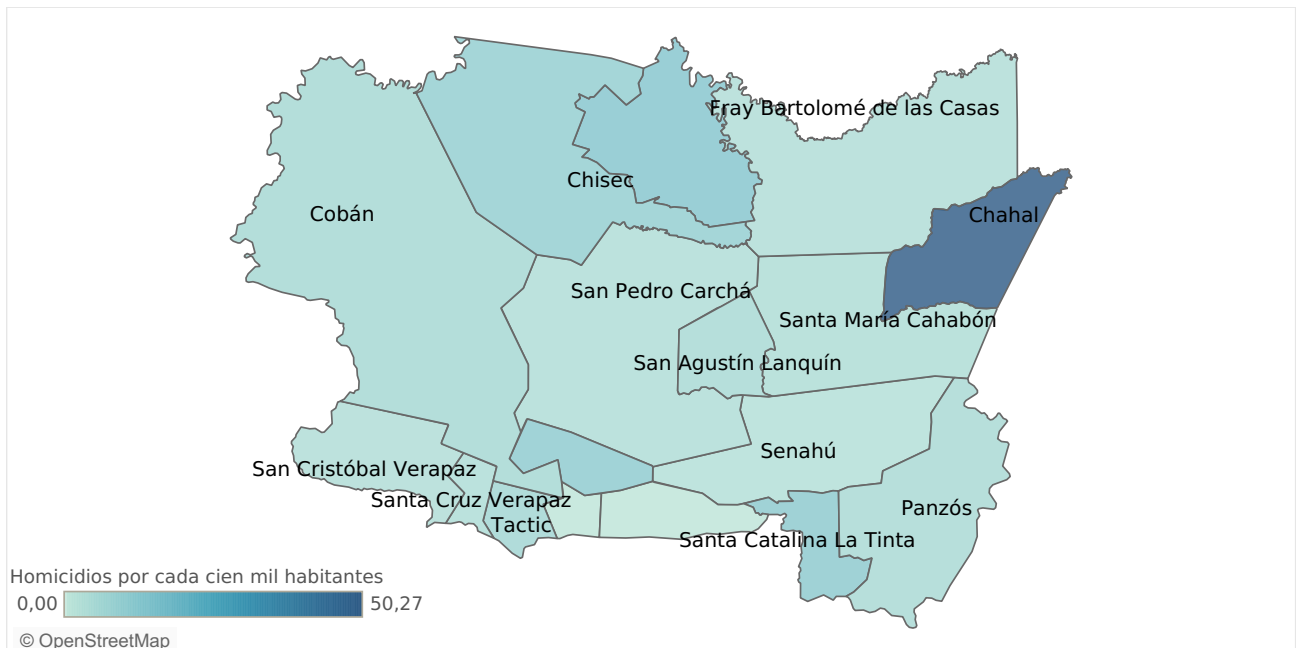 Fray Bartolomé de las Casas
Chisec
Cobán
Chahal
San Pedro Carchá
Santa María Cahabón
San Agustín Lanquín
Senahú
San Cristóbal Verapaz
Santa Cruz Verapaz
Panzós
Tactic
Santa Catalina La Tinta
Homicidios por cada cien mil habitantes
0,00 50,27
© OpenStreetMap